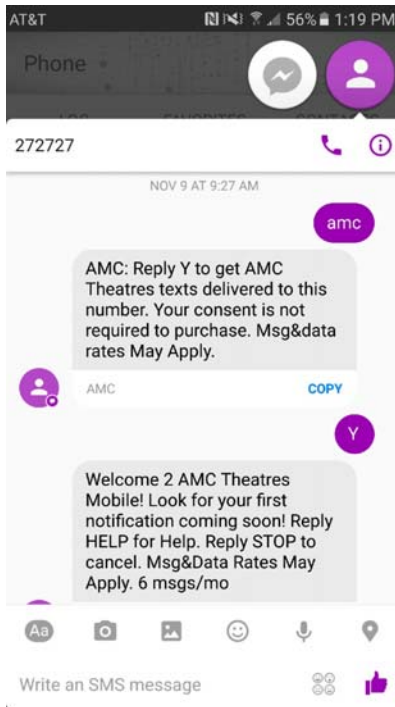 AT&T 56% 1:19 PM
Phone
LOG FAVORITES CONTACTS
272727
NOV 9 AT 9:27 AM
amc
AMC: Reply Y to get AMC
Theatres texts delivered to this
number. Your consent is not
required to purchase. Msg&data
rates May Apply.
AMC COPY
Y
Welcome 2 AMC Theatres
Mobile! Look for your first
notification coming soon! Reply
HELP for Help. Reply STOP to
cancel. Msg&Data Rates May
Apply. 6 msgs/mo
Aa
Write an SMS message